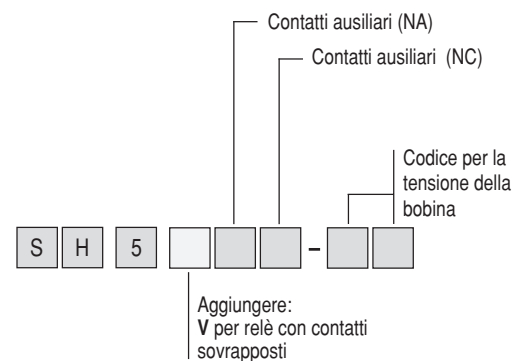 Contatti ausiliari (NA)
Contatti ausiliari (NC)
Codice per la
tensione della
bobina
S H 5 –
Aggiungere:
V per relè con contatti
sovrapposti